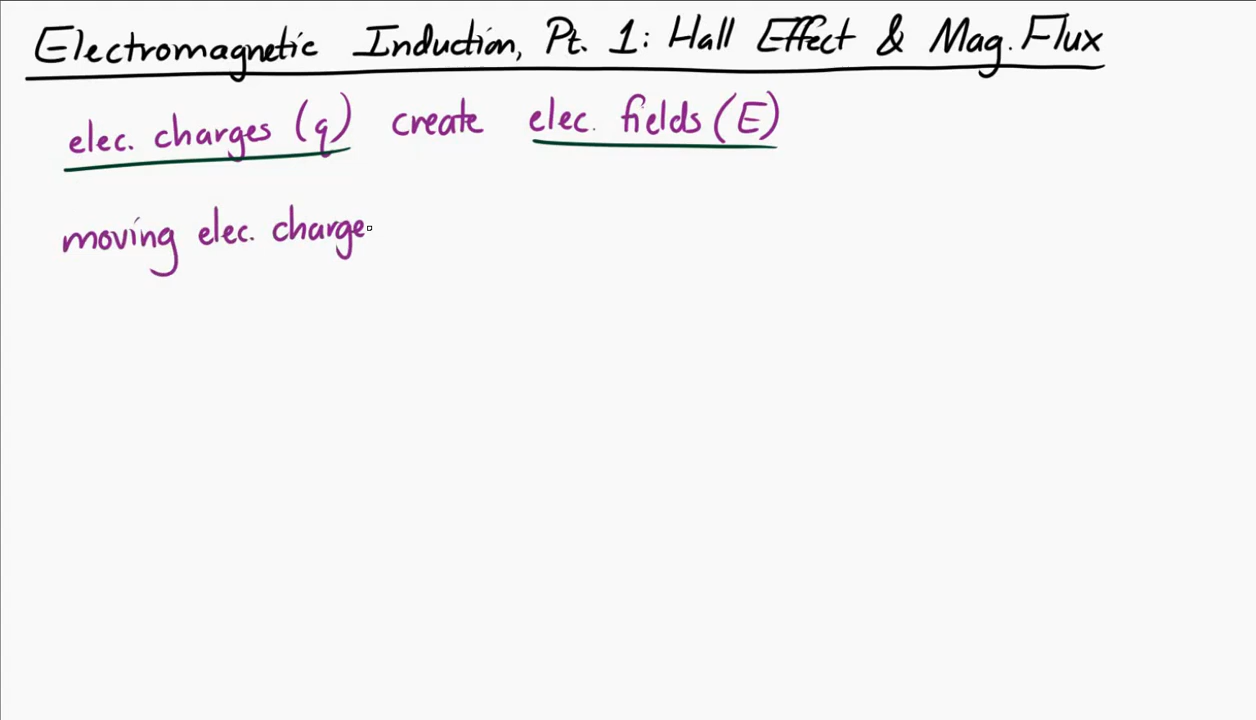 Electromagnetic Induction, Pt. 1: Hall Effect & Mag. Flux
elec. charges (q) create elec. fields (E)
moving elec. charge